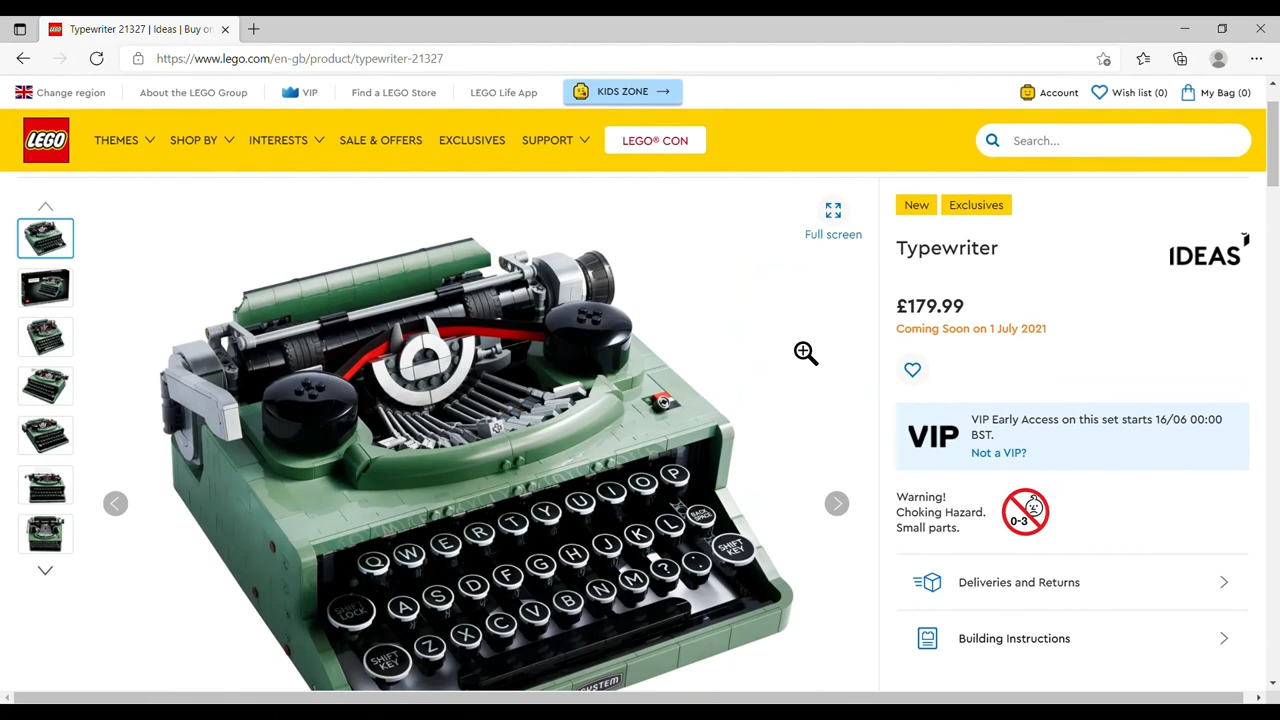 Typewriter 21327 | Ideas | Buy on
https://www.lego.com/en-gb/product/typewriter-21327
Change region
About the LEGO Group
VIP
Find a LEGO Store
LEGO Life App
KIDS ZONE
Account
Wish list (0)
My Bag (0)
LEGO
THEMES
SHOP BY
INTERESTS
SALE & OFFERS
EXCLUSIVES
SUPPORT
LEGO® CON
Search...
Full screen
New
Exclusives
Typewriter
IDEAS
£179.99
Coming Soon on 1 July 2021
VIP
VIP Early Access on this set starts 16/06 00:00
BST.
Not a VIP?
Warning!
Choking Hazard.
Small parts.
0-3
Deliveries and Returns
Building Instructions
Q W E R T Y U I O P BACK SPACE
SHIFT LOCK A S D F G H J K L SHIFT KEY
SHIFT KEY Z X C V B N M ? :
SYSTEM